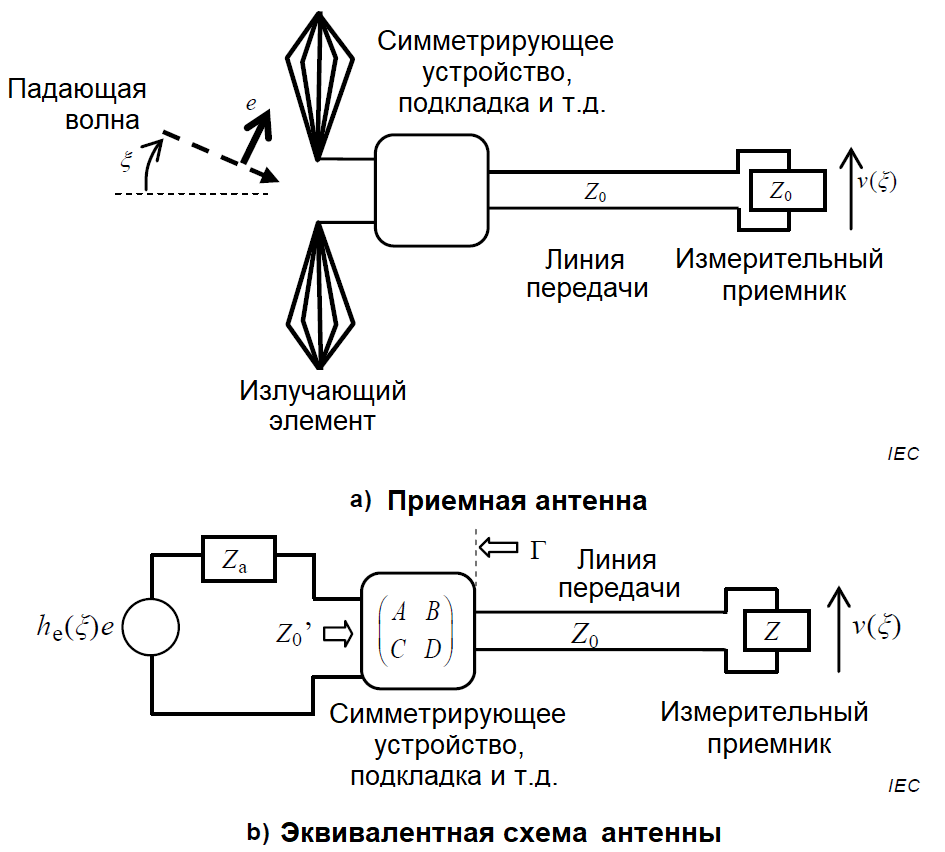 Симметрирующее
устройство,
подкладка и т.д.
Падающая
волна
e
ξ
Z₀
Z₀
v(ξ)
Линия
передачи
Измерительный
приемник
Излучающий
элемент
IEC
a) Приемная антенна
Zₐ
Γ
Линия
передачи
hₑ(ξ)e
Z₀’
A B
C D
Z₀
Z
v(ξ)
Симметрирующее
устройство,
подкладка и т.д.
Измерительный
приемник
IEC
b) Эквивалентная схема антенны